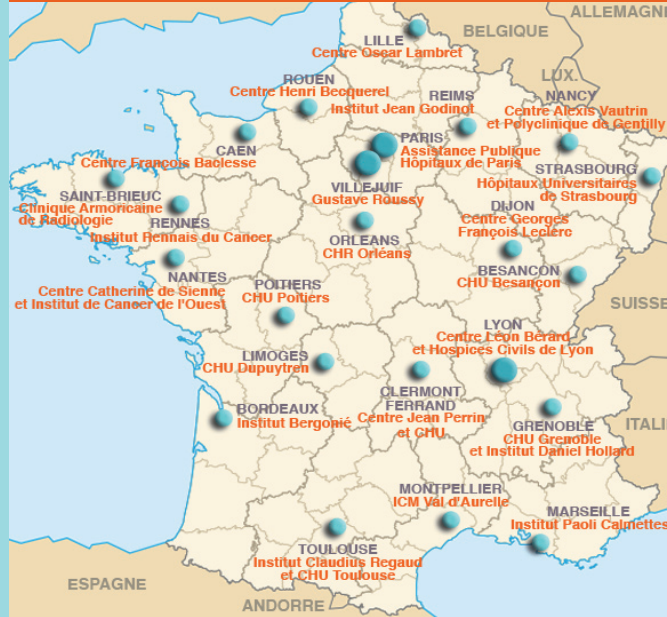 ALLEMAGNE
BELGIQUE
LILLE
Centre Oscar Lambret
LUX.
ROUEN
Centre Henri Becquerel
REIMS
Institut Jean Godinot
NANCY
Centre Alexis Vautrin
et Polyclinique de Gentilly
CAEN
Centre François Baclesse
PARIS
Assistance Publique
Hôpitaux de Paris
STRASBOURG
Hôpitaux Universitaires
de Strasbourg
VILLEJUIF
Gustave Roussy
SAINT-BRIEUC
Clinique Armoricaine
de Radiologie
RENNES
Institut Rennais du Cancer
DIJON
Centre Georges
François Leclerc
ORLEANS
CHR Orléans
NANTES
Centre Catherine de Sienne
et Institut de Cancer de l'Ouest
POITIERS
CHU Poitiers
BESANCON
CHU Besançon
SUISSE
LYON
Centre Léon Bérard
et Hospices Civils de Lyon
LIMOGES
CHU Dupuytren
CLERMONT
FERRAND
Centre Jean Perrin
et CHU
BORDEAUX
Institut Bergonié
GRENOBLE
CHU Grenoble
et Institut Daniel Hollard
ITALI
MONTPELLIER
ICM Val d'Aurelle
MARSEILLE
Institut Paoli Calmettes
TOULOUSE
Institut Claudius Regaud
et CHU Toulouse
ESPAGNE
ANDORRE